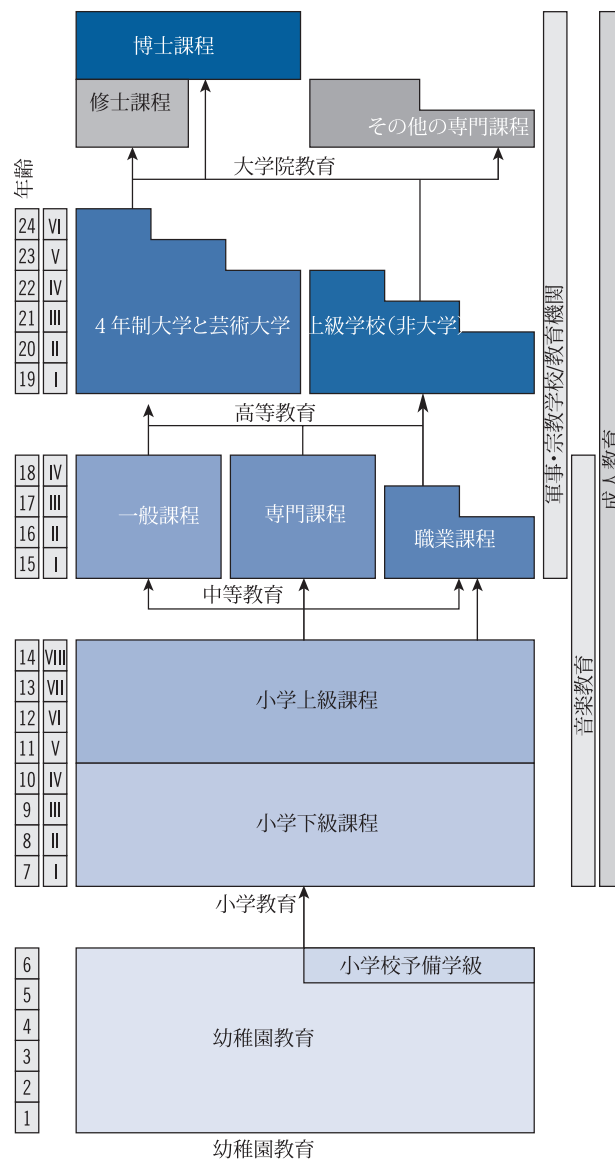 博士課程
修士課程
その他の専門課程
大学院教育
年齢
24 VI
23 V
22 IV
21 III
20 II
19 I
4年制大学と芸術大学
上級学校(非大学)
高等教育
18 IV
17 III
16 II
15 I
一般課程
専門課程
職業課程
中等教育
14 VIII
13 VII
12 VI
11 V
10 IV
9 III
8 II
7 I
小学上級課程
小学下級課程
小学教育
6
5
4
3
2
1
小学校予備学級
幼稚園教育
幼稚園教育
軍事・宗教学校/教育機関
音楽教育
成人教育